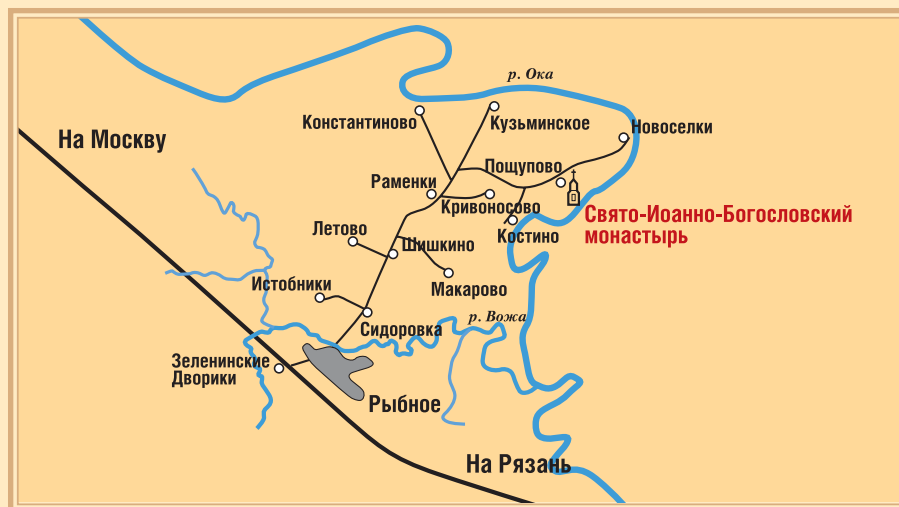 р. Ока
Константиново
Кузьминское
Новоселки
На Москву
Пощупово
Раменки
Кривоносово
Свято-Иоанно-Богословский
монастырь
Летово
Шишкино
Костино
Истобники
Макарово
р. Вожа
Сидоровка
Зеленинские
Дворики
Рыбное
На Рязань